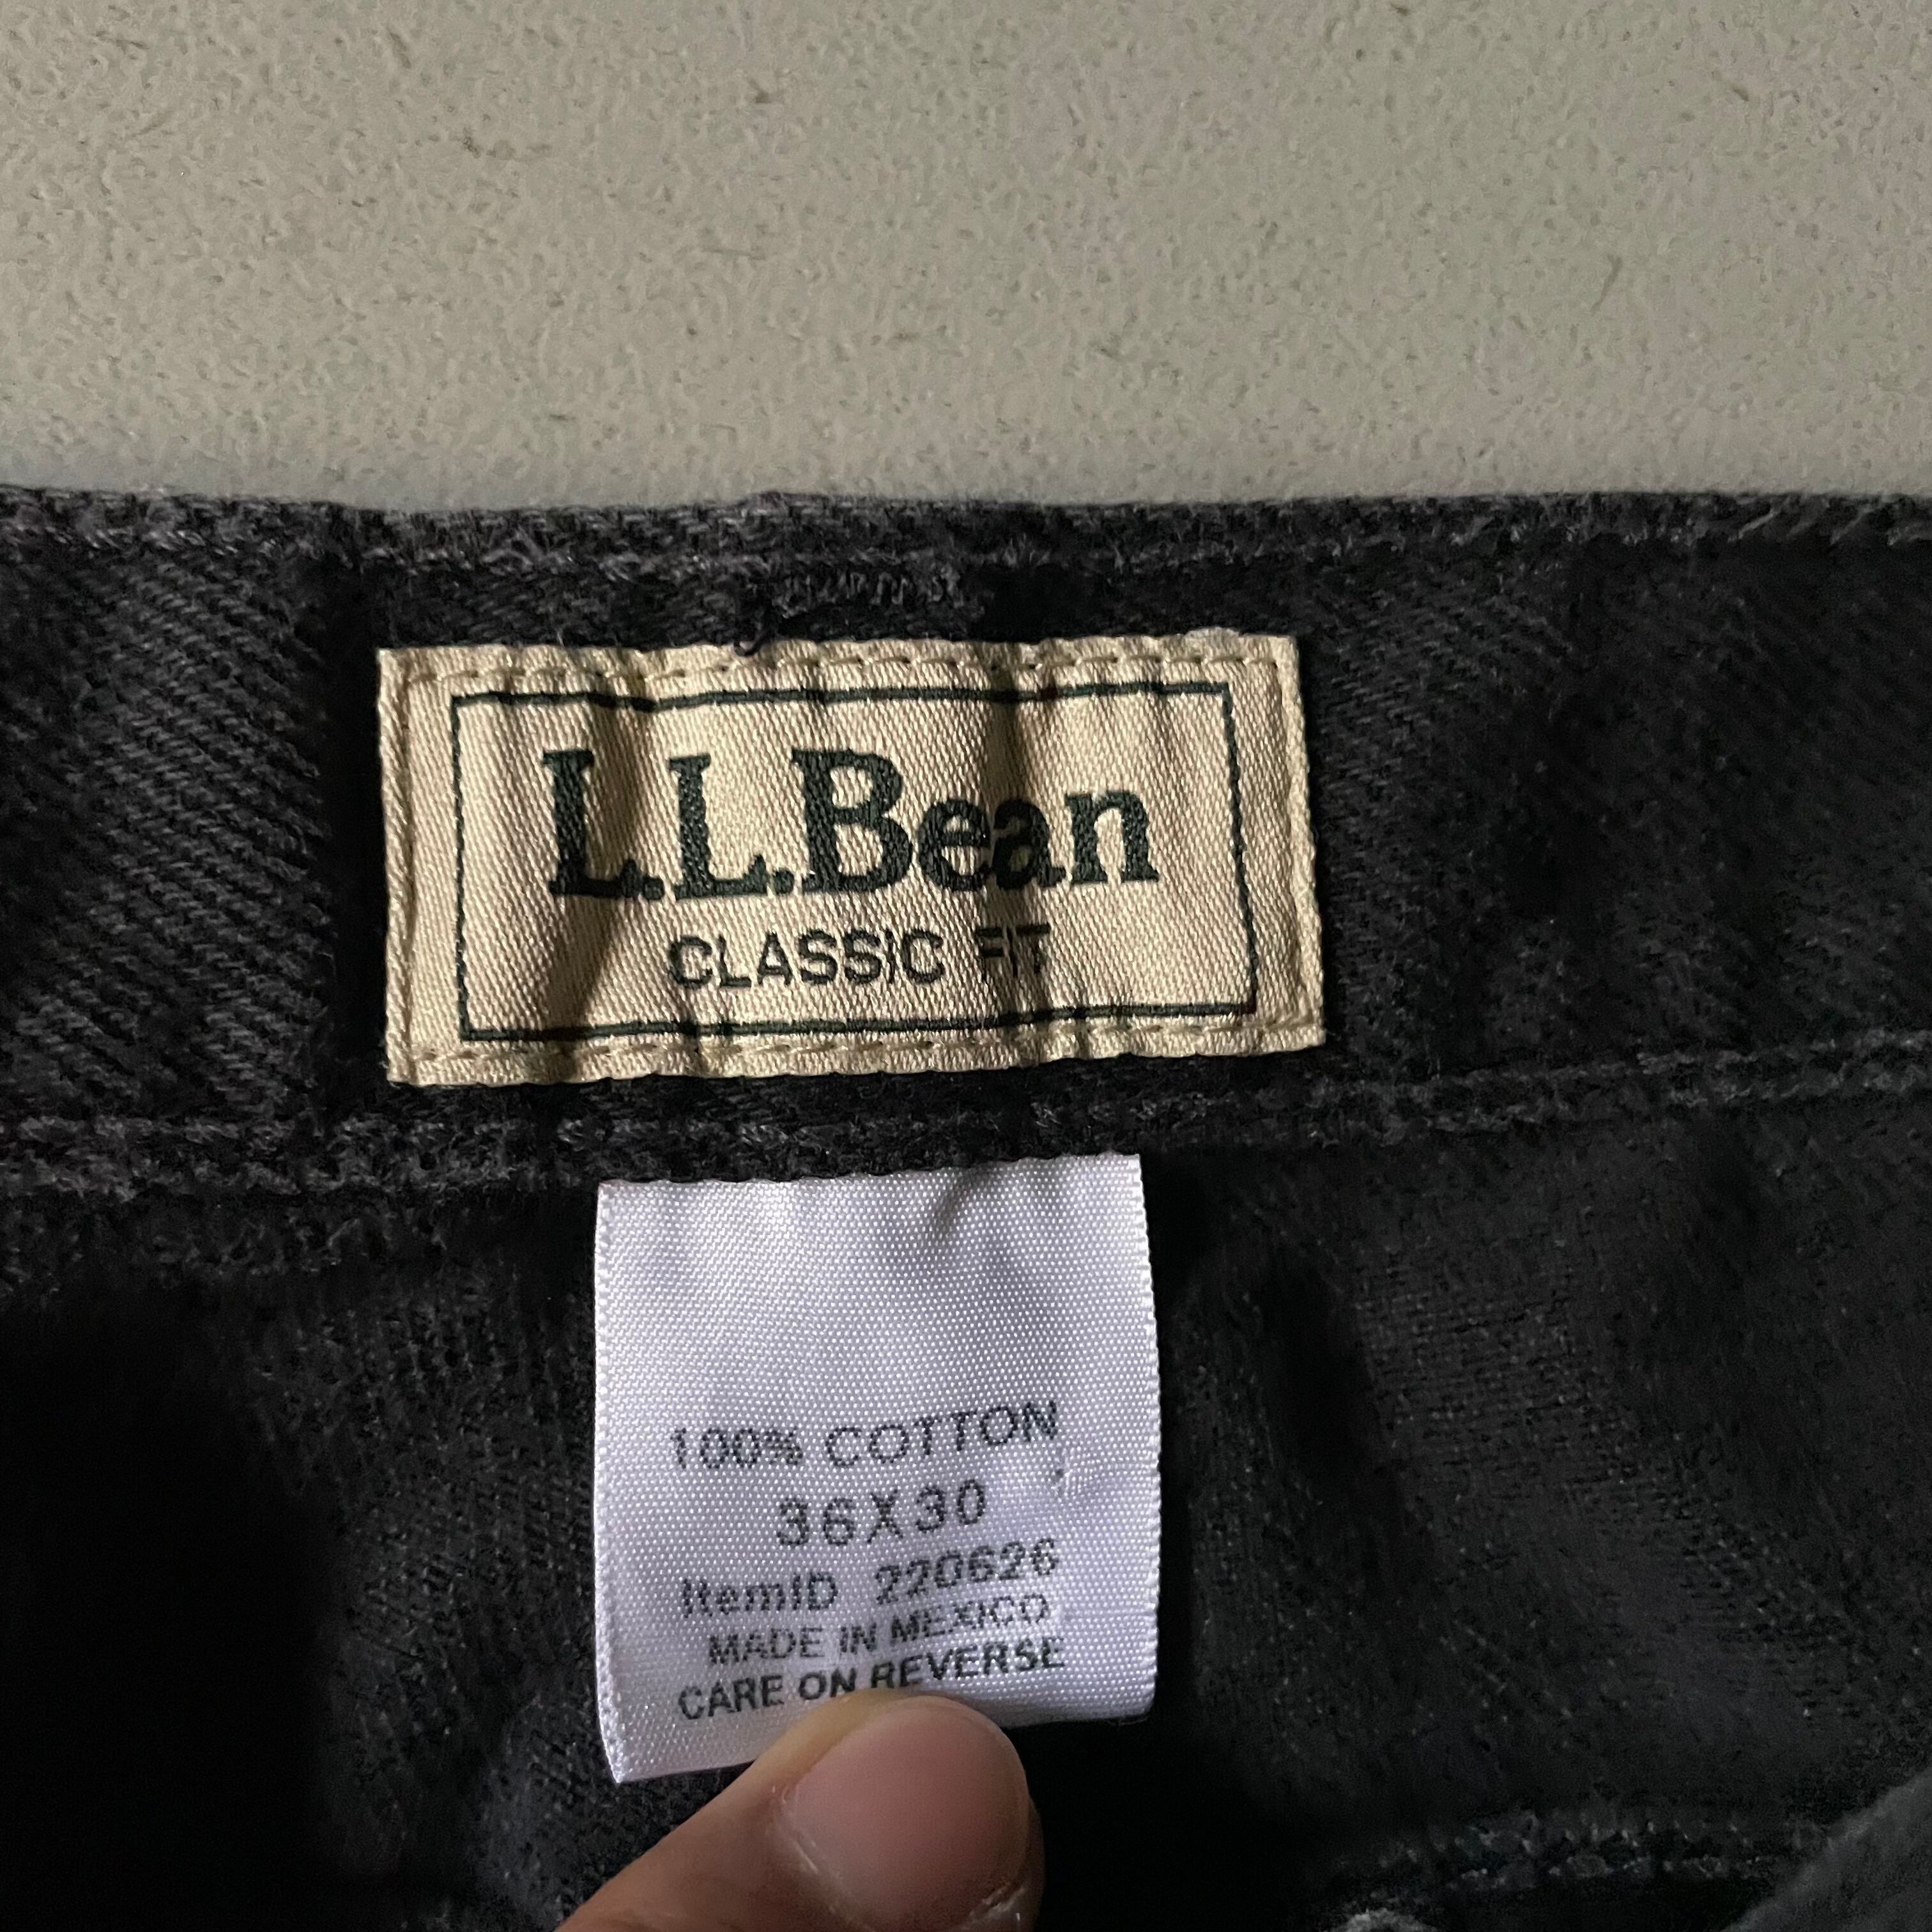 L.L.Bean
CLASSIC FIT
100% COTTON
36X30
ItemID 220626
MADE IN MEXICO
CARE ON REVERSE